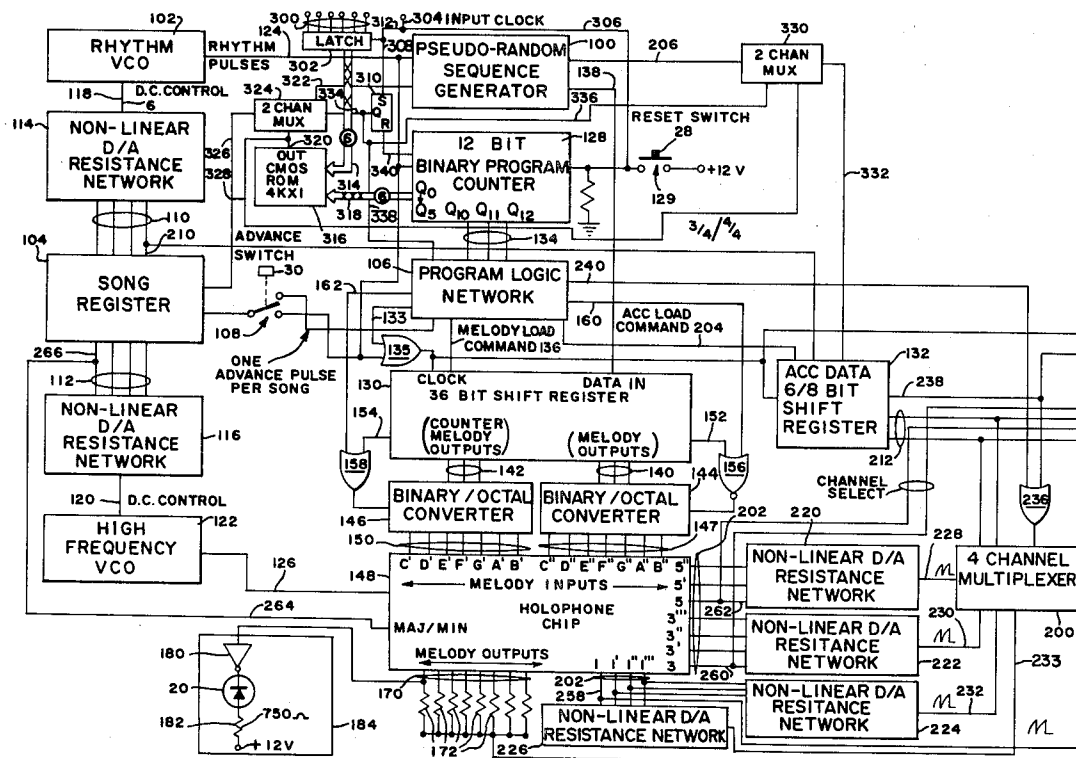 102
300
312
304 INPUT CLOCK
306
330
RHYTHM
VCO
124
RHYTHM
PULSES
LATCH
302
308
PSEUDO-RANDOM
SEQUENCE
GENERATOR
100
206
138
2 CHAN
MUX
118
D.C. CONTROL
6
322
324
334
310
S
Q
R
336
114
NON-LINEAR
D/A
RESISTANCE
NETWORK
2 CHAN
MUX
320
326
328
OUT
CMOS
ROM
4KX1
6
340
314
6
318
338
316
12 BIT
BINARY PROGRAM
COUNTER
128
Q0
Q5 Q10 Q11 Q12
RESET SWITCH
28
+12 V
129
332
3/4 / 4/4
110
210
134
104
ADVANCE
SWITCH
30
106
PROGRAM LOGIC
NETWORK
240
SONG
REGISTER
162
160
ACC LOAD
COMMAND 204
108
133
MELODY LOAD
COMMAND 136
266
ONE
ADVANCE PULSE
PER SONG
135
112
132
ACC DATA
6/8 BIT
SHIFT
REGISTER
238
212
130
CLOCK
DATA IN
36 BIT SHIFT REGISTER
154
152
(COUNTER
MELODY
OUTPUTS)
(MELODY
OUTPUTS)
NON-LINEAR
D/A
RESISTANCE
NETWORK
116
158
142
140
144
156
CHANNEL
SELECT
236
120
D.C. CONTROL
BINARY/OCTAL
CONVERTER
146
BINARY/OCTAL
CONVERTER
147
202
220
228
HIGH
FREQUENCY
VCO
122
150
126
148
C' D' E' F' G' A' B'
C" D" E" F" G" A" B"
MELODY INPUTS
HOLOPHONE
CHIP
MAJ/MIN
MELODY OUTPUTS
5"
5'
5
3'''
3"
3'
3
1 1' 1" 1'''
262
260
NON-LINEAR D/A
RESISTANCE
NETWORK
4 CHANNEL
MULTIPLEXER
200
230
264
NON-LINEAR D/A
RESITANCE
NETWORK
222
233
180
20
182
750Ω
+12V
184
170
172
202
258
226
NON-LINEAR D/A
RESISTANCE NETWORK
NON-LINEAR D/A
RESITANCE
NETWORK
224
232